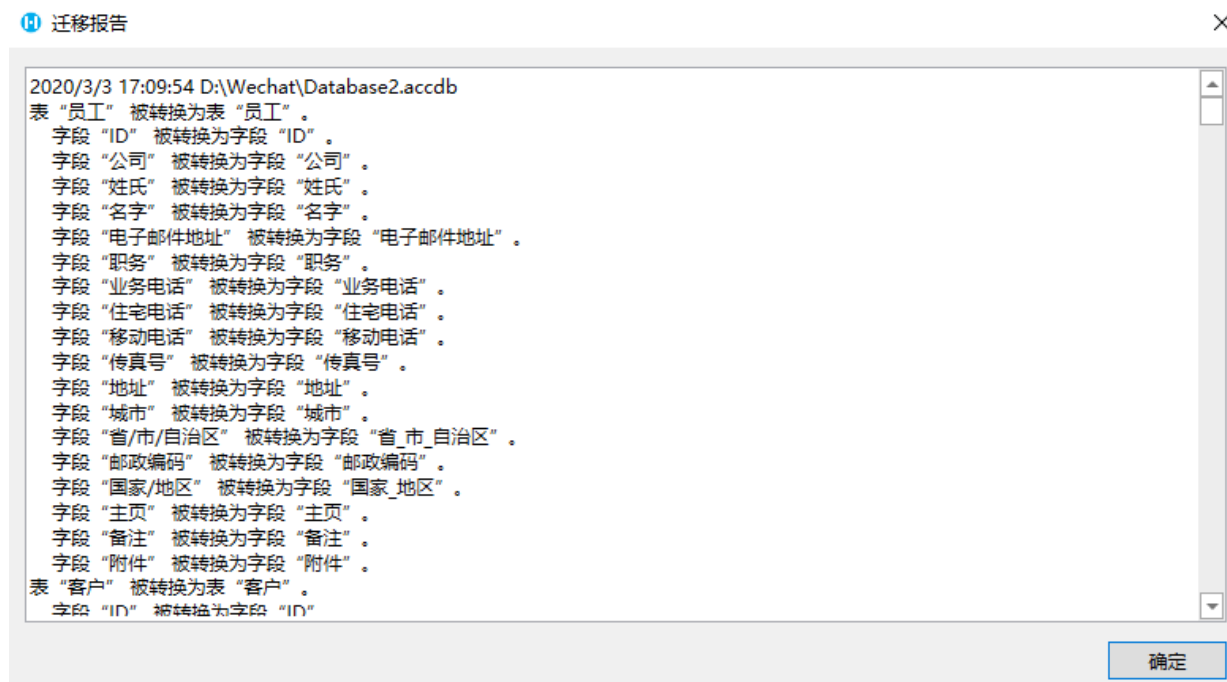 迁移报告
2020/3/3 17:09:54 D:\Wechat\Database2.accdb
表 “员工” 被转换为表 “员工” 。
字段 “ID” 被转换为字段 “ID” 。
字段 “公司” 被转换为字段 “公司” 。
字段 “姓氏” 被转换为字段 “姓氏” 。
字段 “名字” 被转换为字段 “名字” 。
字段 “电子邮件地址” 被转换为字段 “电子邮件地址” 。
字段 “职务” 被转换为字段 “职务” 。
字段 “业务电话” 被转换为字段 “业务电话” 。
字段 “住宅电话” 被转换为字段 “住宅电话” 。
字段 “移动电话” 被转换为字段 “移动电话” 。
字段 “传真号” 被转换为字段 “传真号” 。
字段 “地址” 被转换为字段 “地址” 。
字段 “城市” 被转换为字段 “城市” 。
字段 “省/市/自治区” 被转换为字段 “省_市_自治区” 。
字段 “邮政编码” 被转换为字段 “邮政编码” 。
字段 “国家/地区” 被转换为字段 “国家_地区” 。
字段 “主页” 被转换为字段 “主页” 。
字段 “备注” 被转换为字段 “备注” 。
字段 “附件” 被转换为字段 “附件” 。
表 “客户” 被转换为表 “客户” 。
字段 “ID” 被转换为字段 “ID”
确定